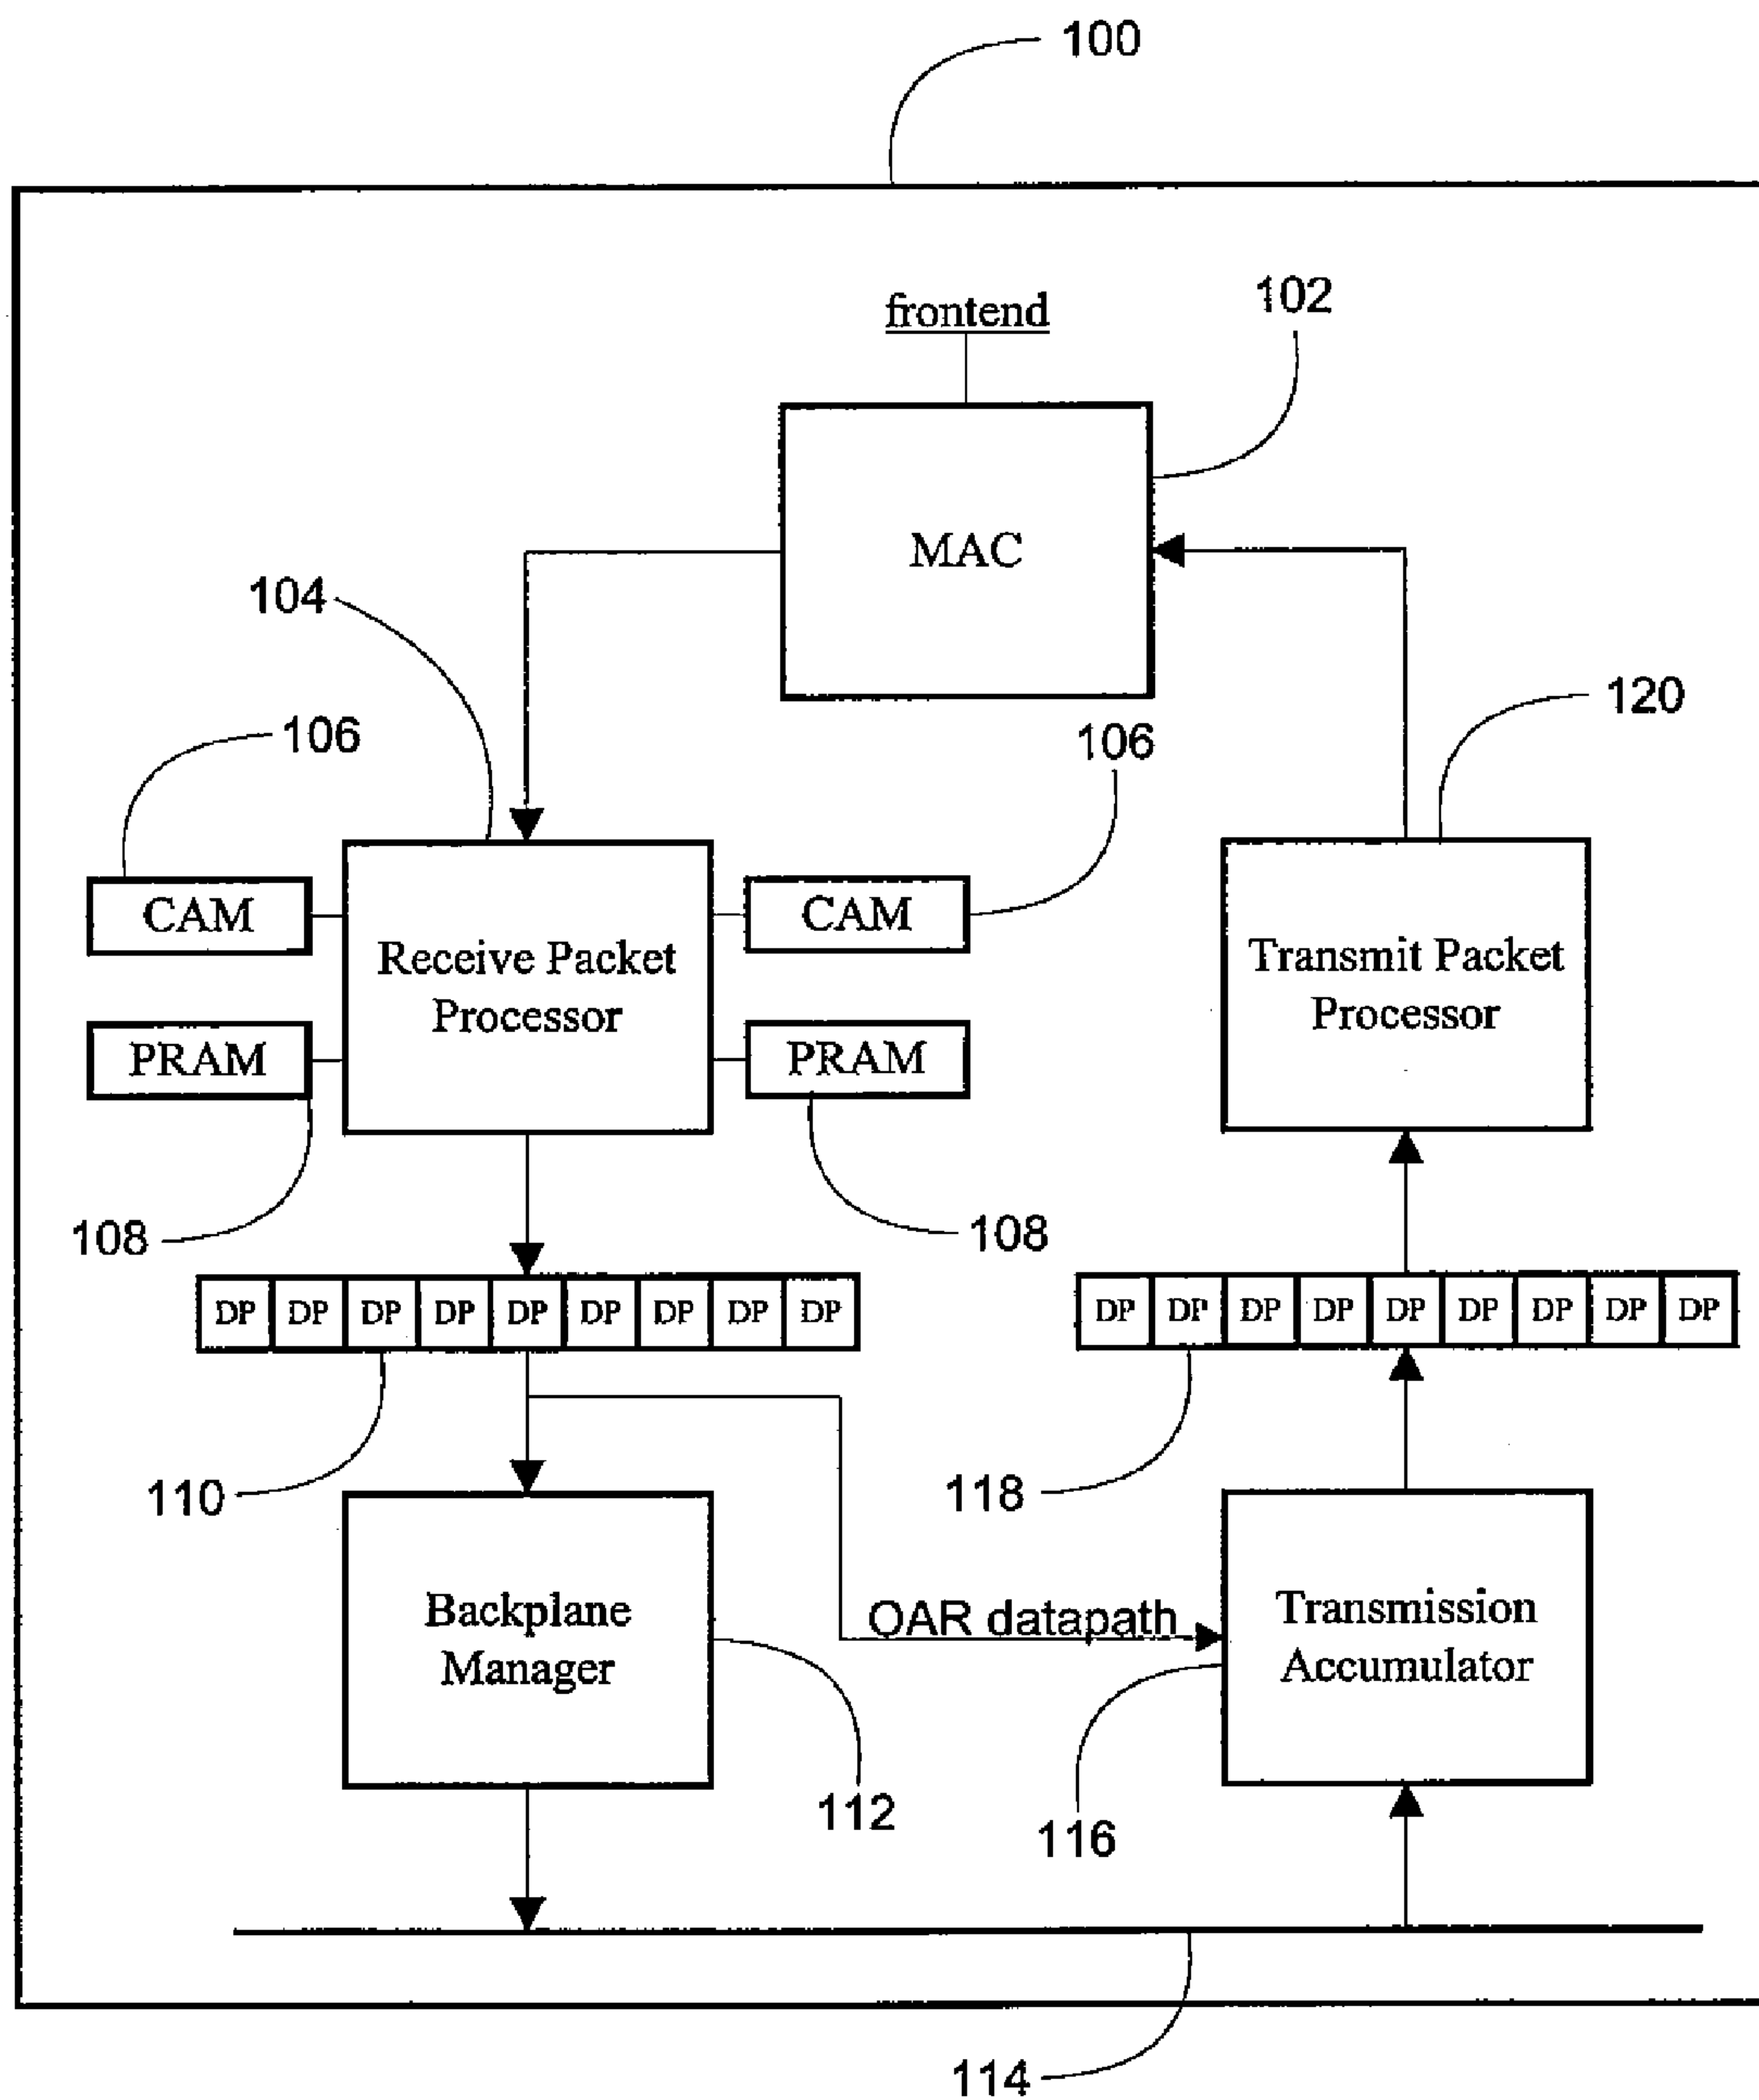 100
frontend
102
MAC
104
106
106
120
CAM
CAM
Receive Packet
Processor
Transmit Packet
Processor
PRAM
PRAM
108
108
DP DP DP DP DP DP DP DP DP
DP DP DP DP DP DP DP DP DP
110
118
Backplane
Manager
OAR datapath
Transmission
Accumulator
112
116
114